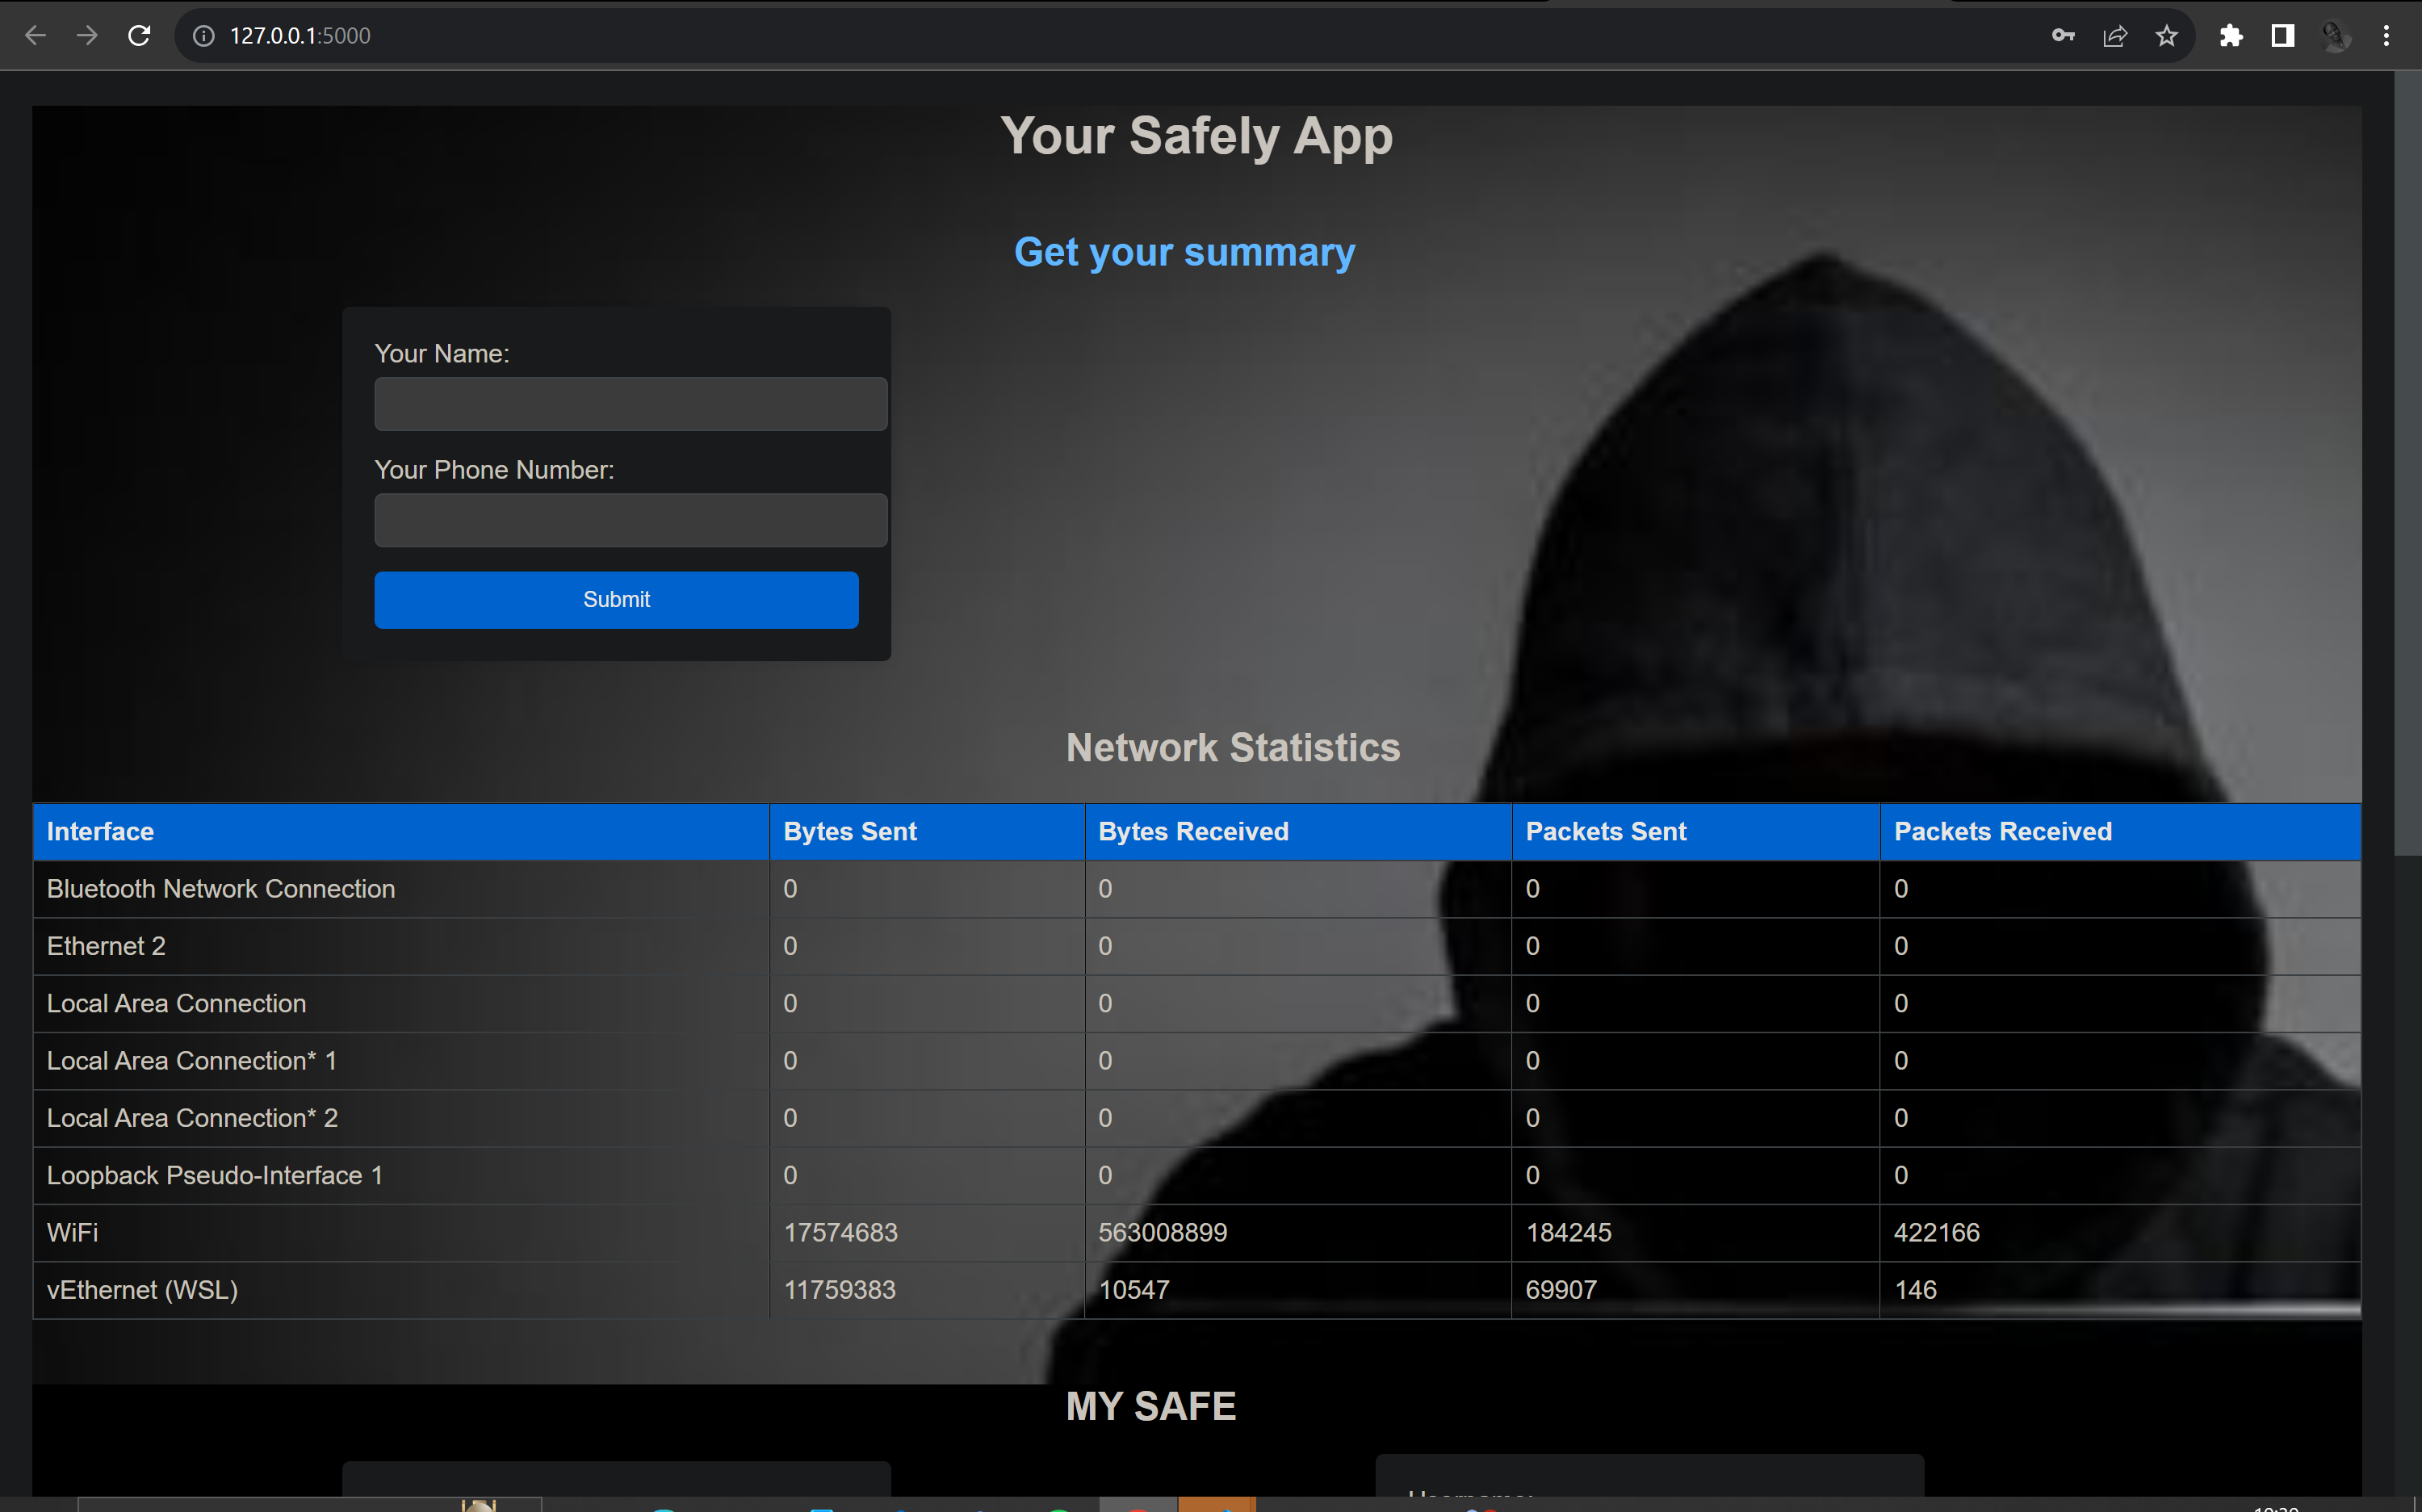 127.0.0.1:5000
Your Safely App
Get your summary
Your Name:
Your Phone Number:
Submit
Network Statistics
Interface Bytes Sent Bytes Received Packets Sent Packets Received
Bluetooth Network Connection 0 0 0 0
Ethernet 2 0 0 0 0
Local Area Connection 0 0 0 0
Local Area Connection* 1 0 0 0 0
Local Area Connection* 2 0 0 0 0
Loopback Pseudo-Interface 1 0 0 0 0
WiFi 17574683 563008899 184245 422166
vEthernet (WSL) 11759383 10547 69907 146
MY SAFE